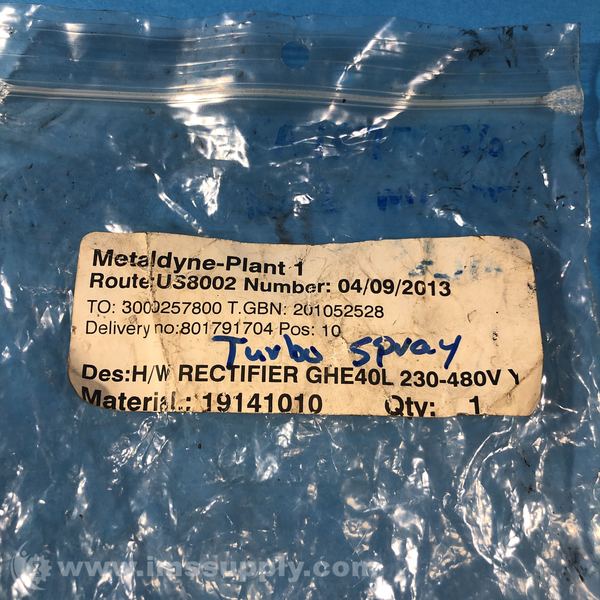 Metaldyne-Plant 1
Route:US8002 Number: 04/09/2013
TO: 3000257800 T.GBN: 201052528
Delivery no:801791704 Pos: 10
Turbo spray
Des:H/W RECTIFIER GHE40L 230-480V Y
Material.: 19141010 Qty: 1
www.imssupply.com